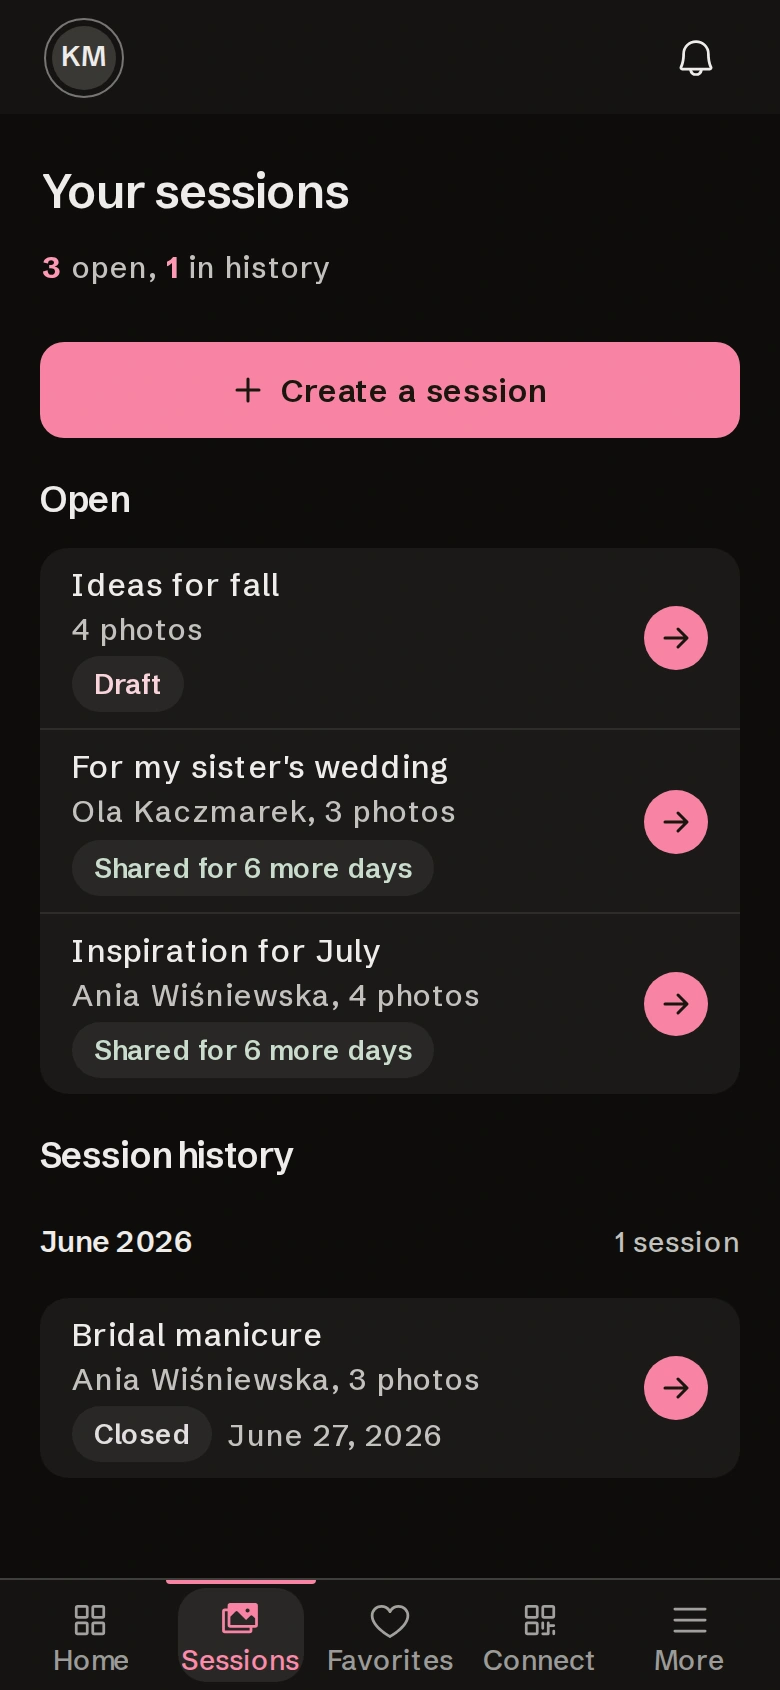 KM
Your sessions
3 open, 1 in history
Create a session
Open
Ideas for fall
4 photos
Draft
For my sister's wedding
Ola Kaczmarek, 3 photos
Shared for 6 more days
Inspiration for July
Ania Wiśniewska, 4 photos
Shared for 6 more days
Session history
June 2026
1 session
Bridal manicure
Ania Wiśniewska, 3 photos
Closed June 27, 2026
Home Sessions Favorites Connect More